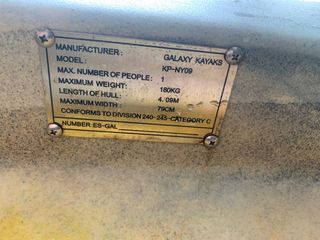 MANUFACTURER: GALAXY KAYAKS
MODEL: KP-NY09
MAX. NUMBER OF PEOPLE: 1
MAXIMUM WEIGHT: 180KG
LENGTH OF HULL: 4.09M
MAXIMUM WIDTH: 79CM
CONFORMS TO DIVISION 240-245-CATEGORY C
NUMBER: ES-GAL